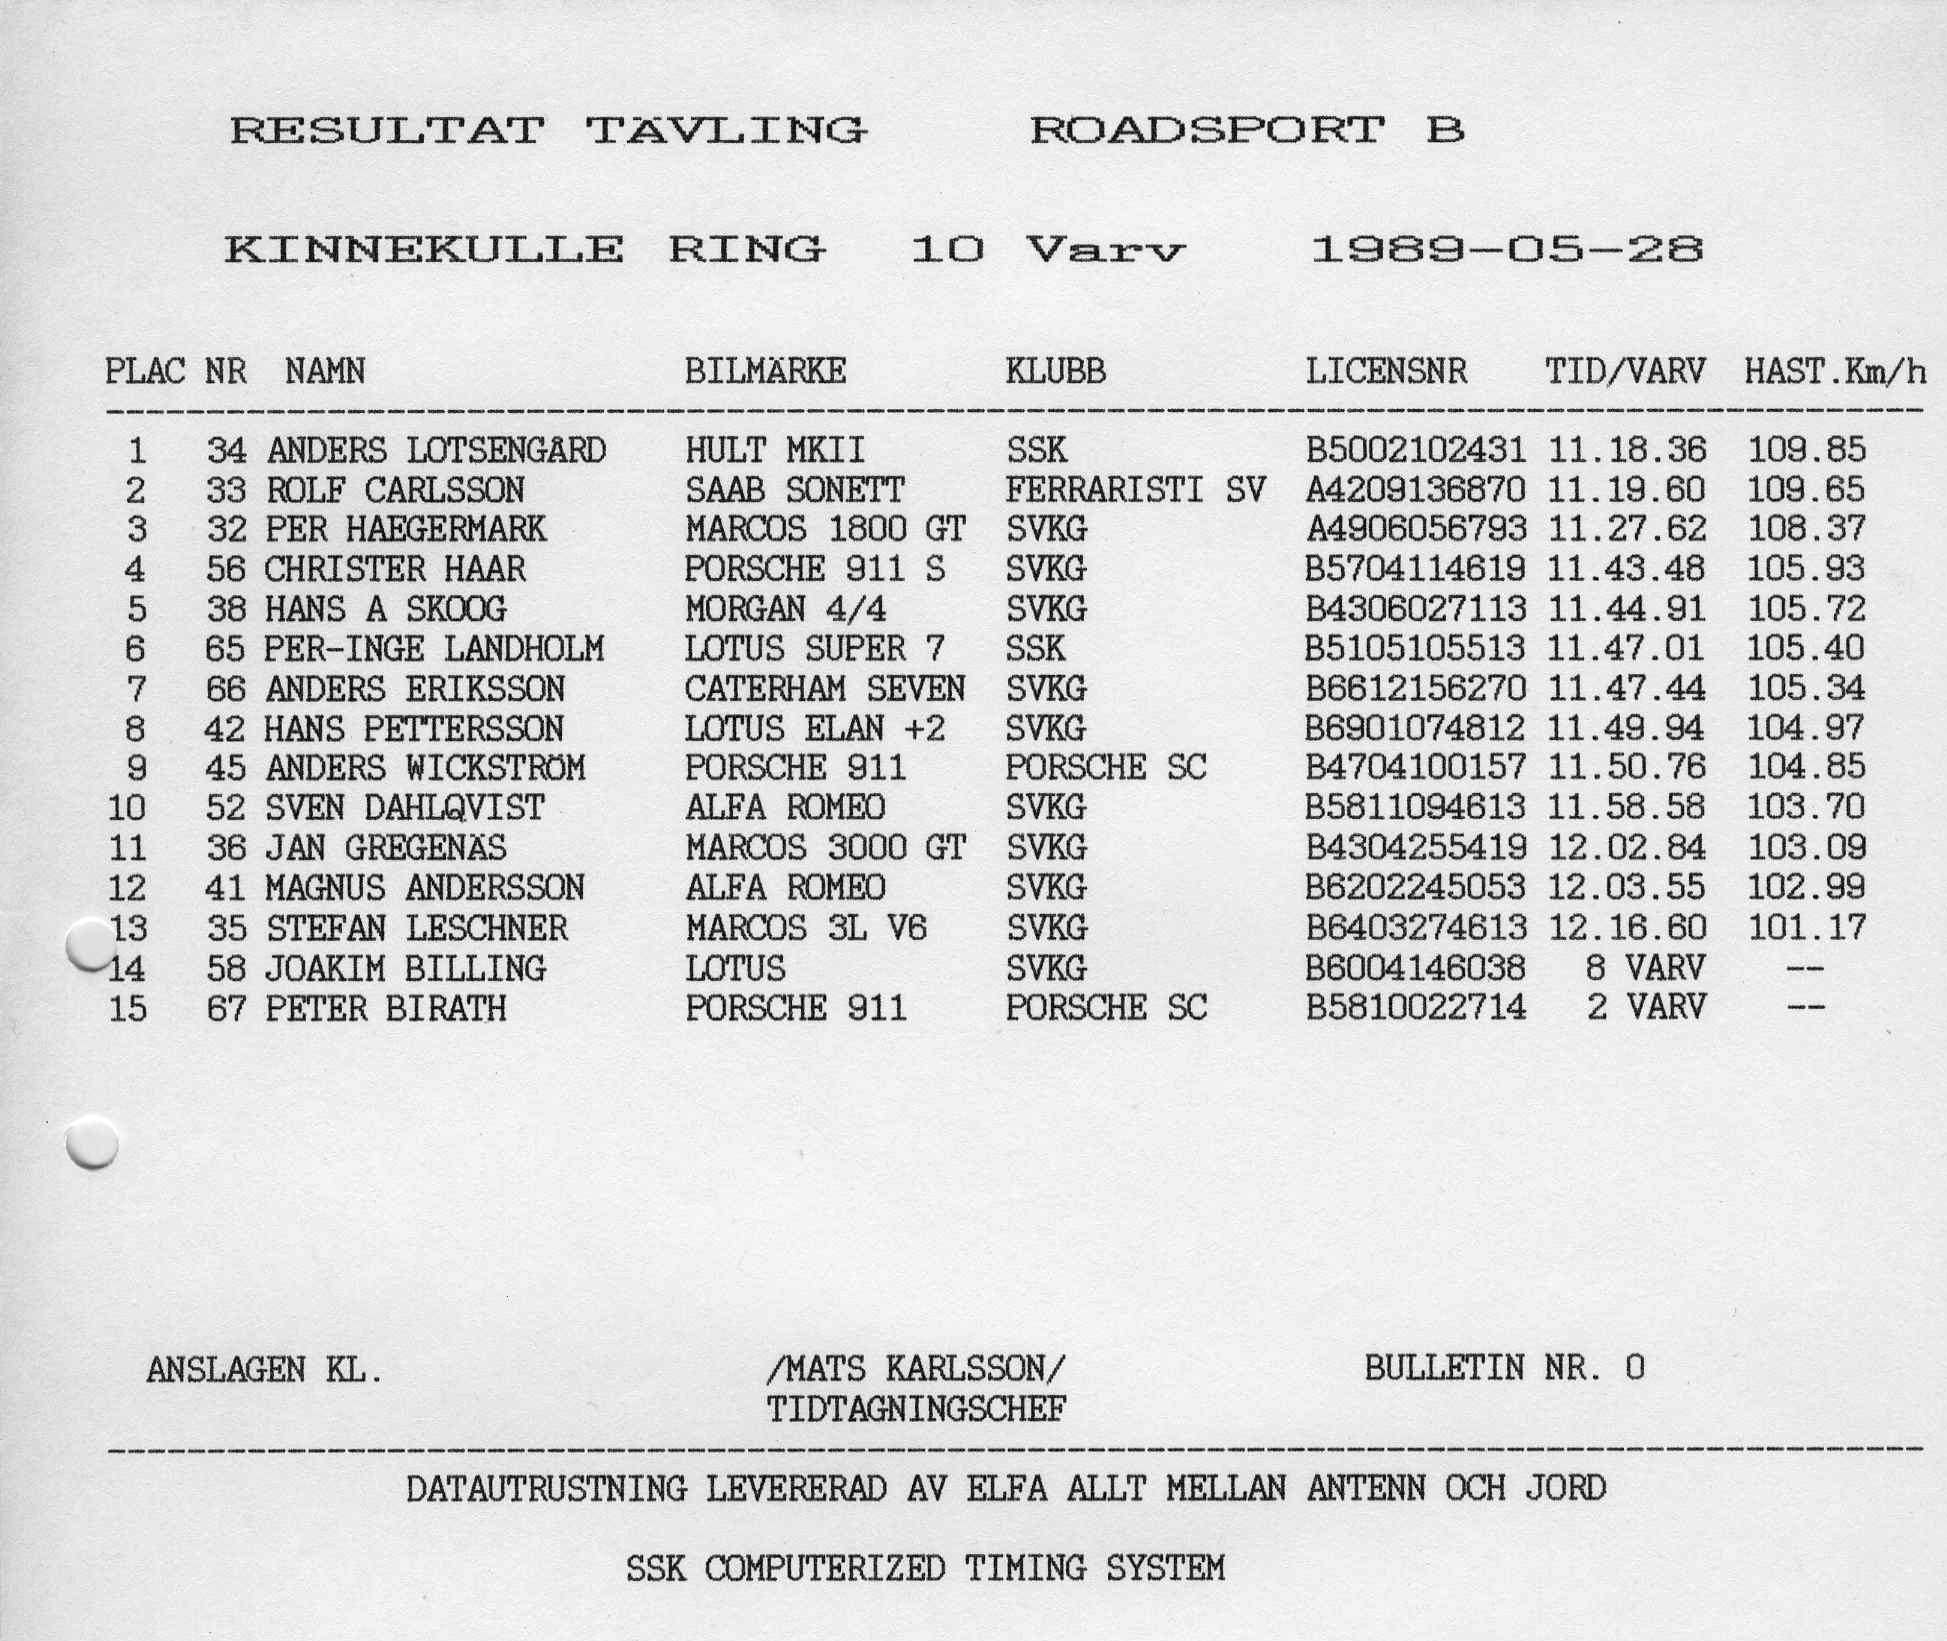 RESULTAT TÄVLING ROADSPORT B
KINNEKULLE RING 10 Varv 1989-05-28
PLAC NR NAMN BILMÄRKE KLUBB LICENSNR TID/VARV HAST.Km/h
1 34 ANDERS LOTSENGÅRD HULT MKII SSK B5002102431 11.18.36 109.85
2 33 ROLF CARLSSON SAAB SONETT FERRARISTI SV A4209136870 11.19.60 109.65
3 32 PER HAEGERMARK MARCOS 1800 GT SVKG A4906056793 11.27.62 108.37
4 56 CHRISTER HAAR PORSCHE 911 S SVKG B5704114619 11.43.48 105.93
5 38 HANS A SKOOG MORGAN 4/4 SVKG B4306027113 11.44.91 105.72
6 65 PER-INGE LANDHOLM LOTUS SUPER 7 SSK B5105105513 11.47.01 105.40
7 66 ANDERS ERIKSSON CATERHAM SEVEN SVKG B6612156270 11.47.44 105.34
8 42 HANS PETTERSSON LOTUS ELAN +2 SVKG B6901074812 11.49.94 104.97
9 45 ANDERS WICKSTRÖM PORSCHE 911 PORSCHE SC B4704100157 11.50.76 104.85
10 52 SVEN DAHLQVIST ALFA ROMEO SVKG B5811094613 11.58.58 103.70
11 36 JAN GREGENÄS MARCOS 3000 GT SVKG B4304255419 12.02.84 103.09
12 41 MAGNUS ANDERSSON ALFA ROMEO SVKG B6202245053 12.03.55 102.99
13 35 STEFAN LESCHNER MARCOS 3L V6 SVKG B6403274613 12.16.60 101.17
14 58 JOAKIM BILLING LOTUS SVKG B6004146038 8 VARV --
15 67 PETER BIRATH PORSCHE 911 PORSCHE SC B5810022714 2 VARV --
ANSLAGEN KL. /MATS KARLSSON/ BULLETIN NR. 0
TIDTAGNINGSCHEF
DATAUTRUSTNING LEVERERAD AV ELFA ALLT MELLAN ANTENN OCH JORD
SSK COMPUTERIZED TIMING SYSTEM